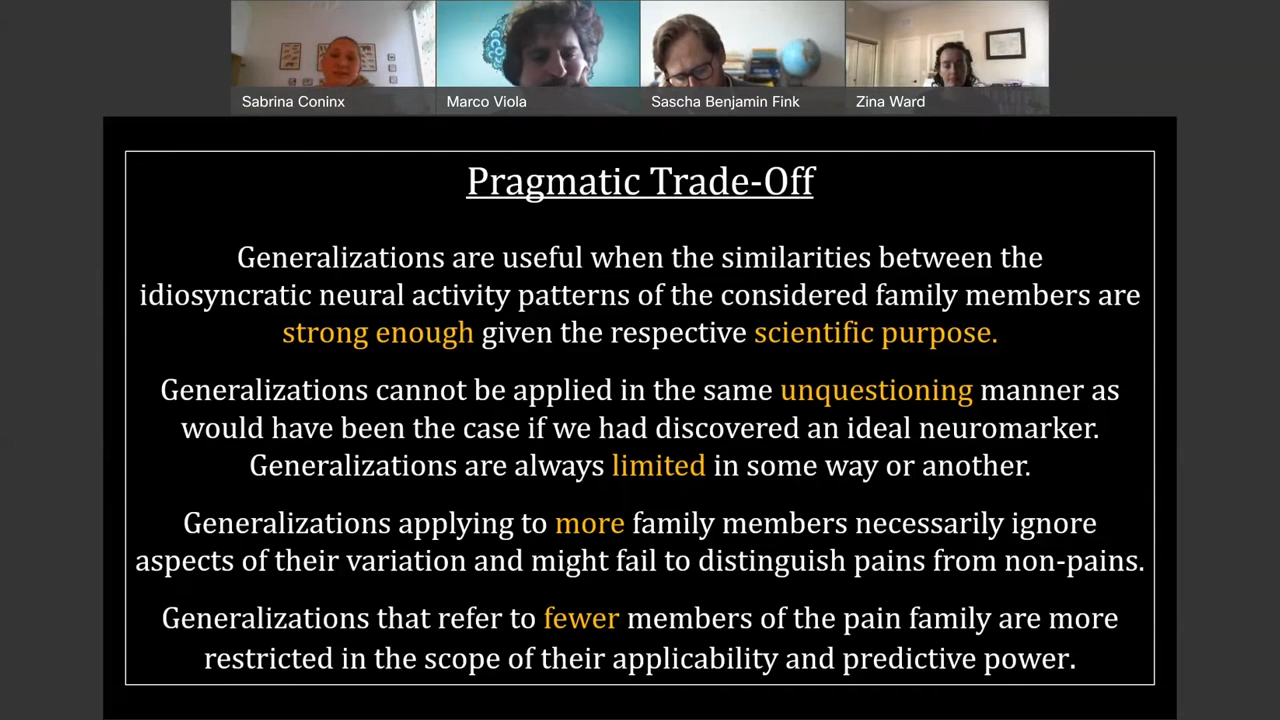 Sabrina Coninx
Marco Viola
Sascha Benjamin Fink
Zina Ward
Pragmatic Trade-Off
Generalizations are useful when the similarities between the
idiosyncratic neural activity patterns of the considered family members are
strong enough given the respective scientific purpose.
Generalizations cannot be applied in the same unquestioning manner as
would have been the case if we had discovered an ideal neuromarker.
Generalizations are always limited in some way or another.
Generalizations applying to more family members necessarily ignore
aspects of their variation and might fail to distinguish pains from non-pains.
Generalizations that refer to fewer members of the pain family are more
restricted in the scope of their applicability and predictive power.